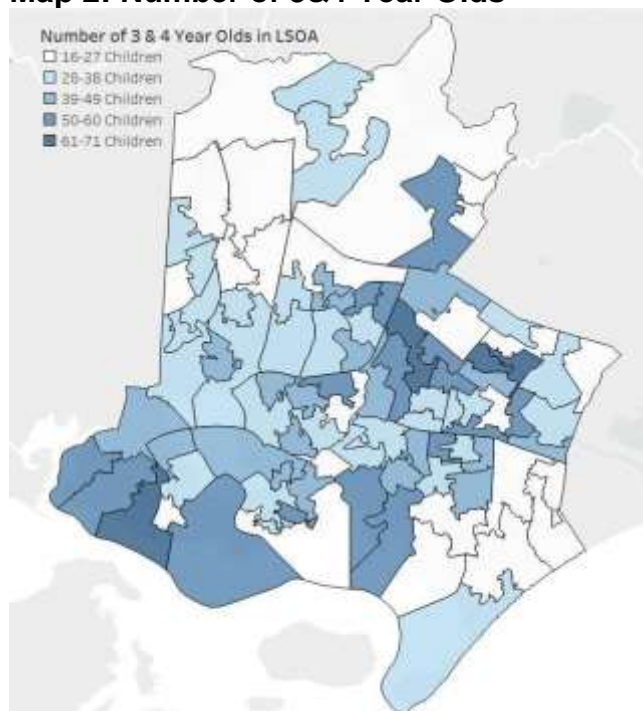 Map 2: Number of 3&4 Year Olds
Number of 3 & 4 Year Olds in LSOA
16-27 Children
28-38 Children
39-49 Children
50-60 Children
61-71 Children